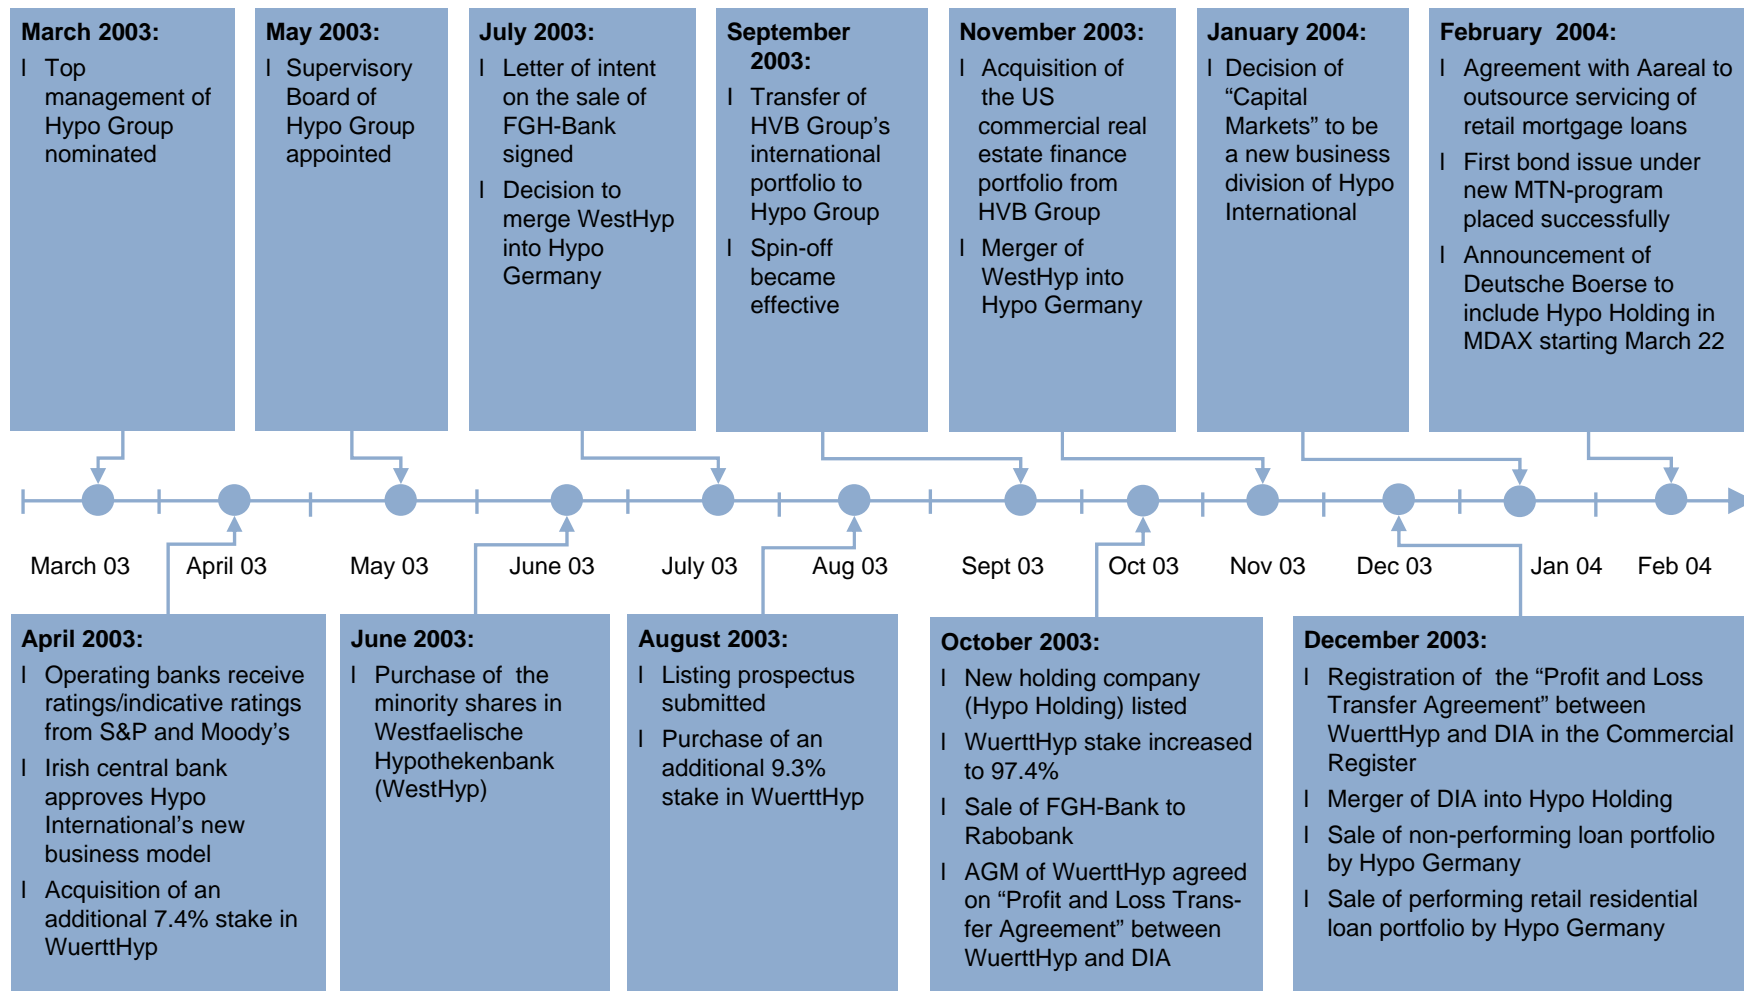 March 2003:
l Top
management of
Hypo Group
nominated
May 2003:
l Supervisory
Board of
Hypo Group
appointed
July 2003:
l Letter of intent
on the sale of
FGH-Bank
signed
l Decision to
merge WestHyp
into Hypo
Germany
September
2003:
l Transfer of
HVB Group’s
international
portfolio to
Hypo Group
l Spin-off
became
effective
November 2003:
l Acquisition of
the US
commercial real
estate finance
portfolio from
HVB Group
l Merger of
WestHyp into
Hypo Germany
January 2004:
l Decision of
“Capital
Markets” to be
a new business
division of Hypo
International
February 2004:
l Agreement with Aareal to
outsource servicing of
retail mortgage loans
l First bond issue under
new MTN-program
placed successfully
l Announcement of
Deutsche Boerse to
include Hypo Holding in
MDAX starting March 22
March 03 April 03 May 03 June 03 July 03 Aug 03 Sept 03 Oct 03 Nov 03 Dec 03 Jan 04 Feb 04
April 2003:
l Operating banks receive
ratings/indicative ratings
from S&P and Moody’s
l Irish central bank
approves Hypo
International’s new
business model
l Acquisition of an
additional 7.4% stake in
WuerttHyp
June 2003:
l Purchase of the
minority shares in
Westfaelische
Hypothekenbank
(WestHyp)
August 2003:
l Listing prospectus
submitted
l Purchase of an
additional 9.3%
stake in WuerttHyp
October 2003:
l New holding company
(Hypo Holding) listed
l WuerttHyp stake increased
to 97.4%
l Sale of FGH-Bank to
Rabobank
l AGM of WuerttHyp agreed
on “Profit and Loss Trans-
fer Agreement” between
WuerttHyp and DIA
December 2003:
l Registration of the “Profit and Loss
Transfer Agreement” between
WuerttHyp and DIA in the Commercial
Register
l Merger of DIA into Hypo Holding
l Sale of non-performing loan portfolio
by Hypo Germany
l Sale of performing retail residential
loan portfolio by Hypo Germany